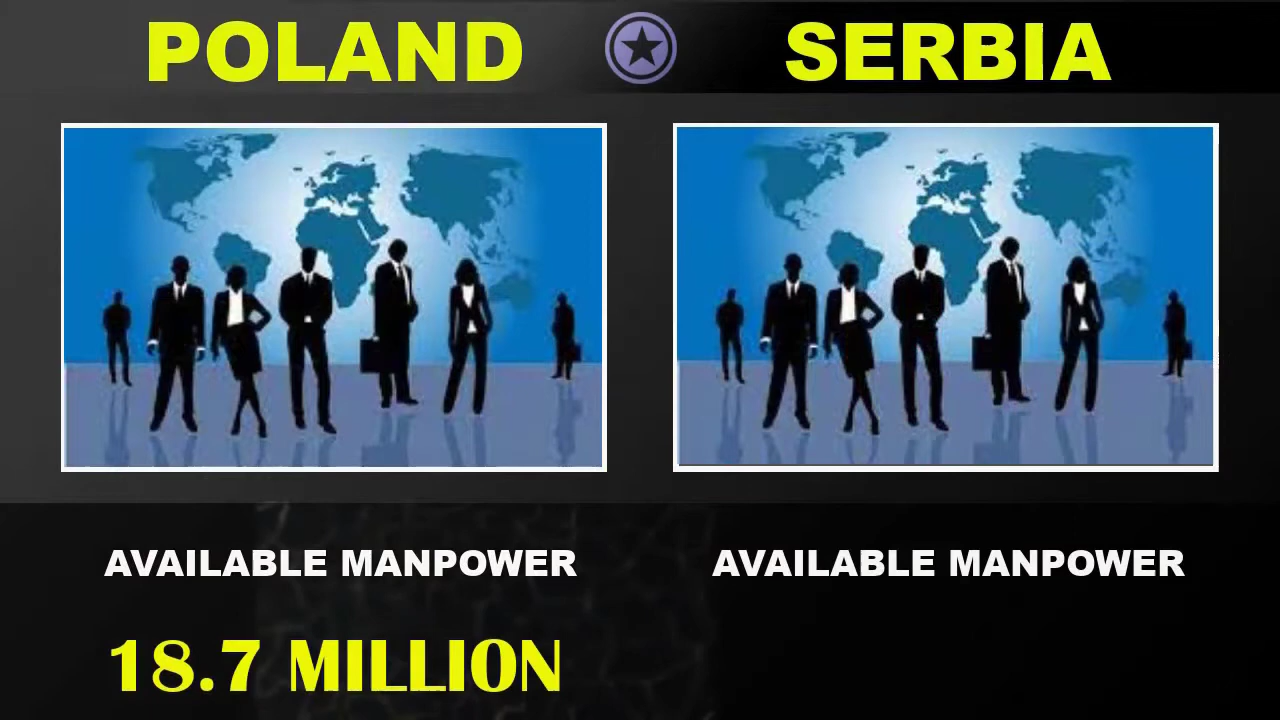 POLAND
SERBIA
AVAILABLE MANPOWER
AVAILABLE MANPOWER
18.7 MILLION